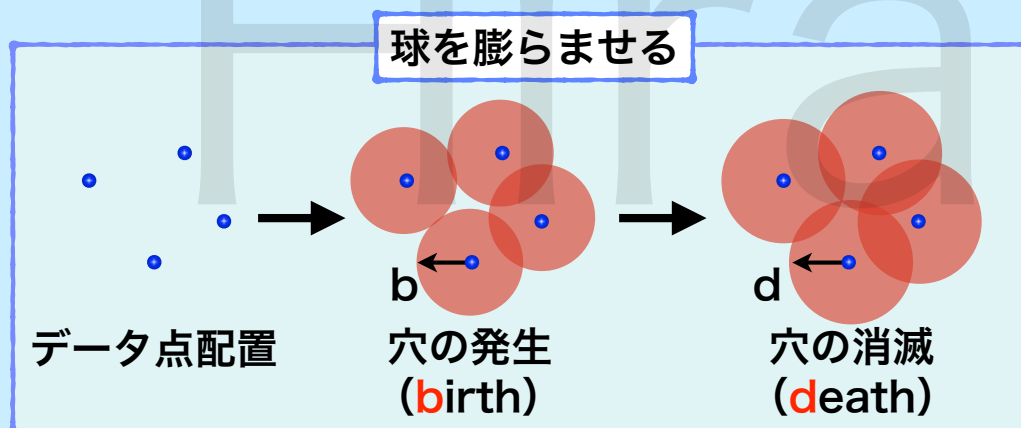 球を膨らませる
Hira
b
d
データ点配置
穴の発生
(birth)
穴の消滅
(death)